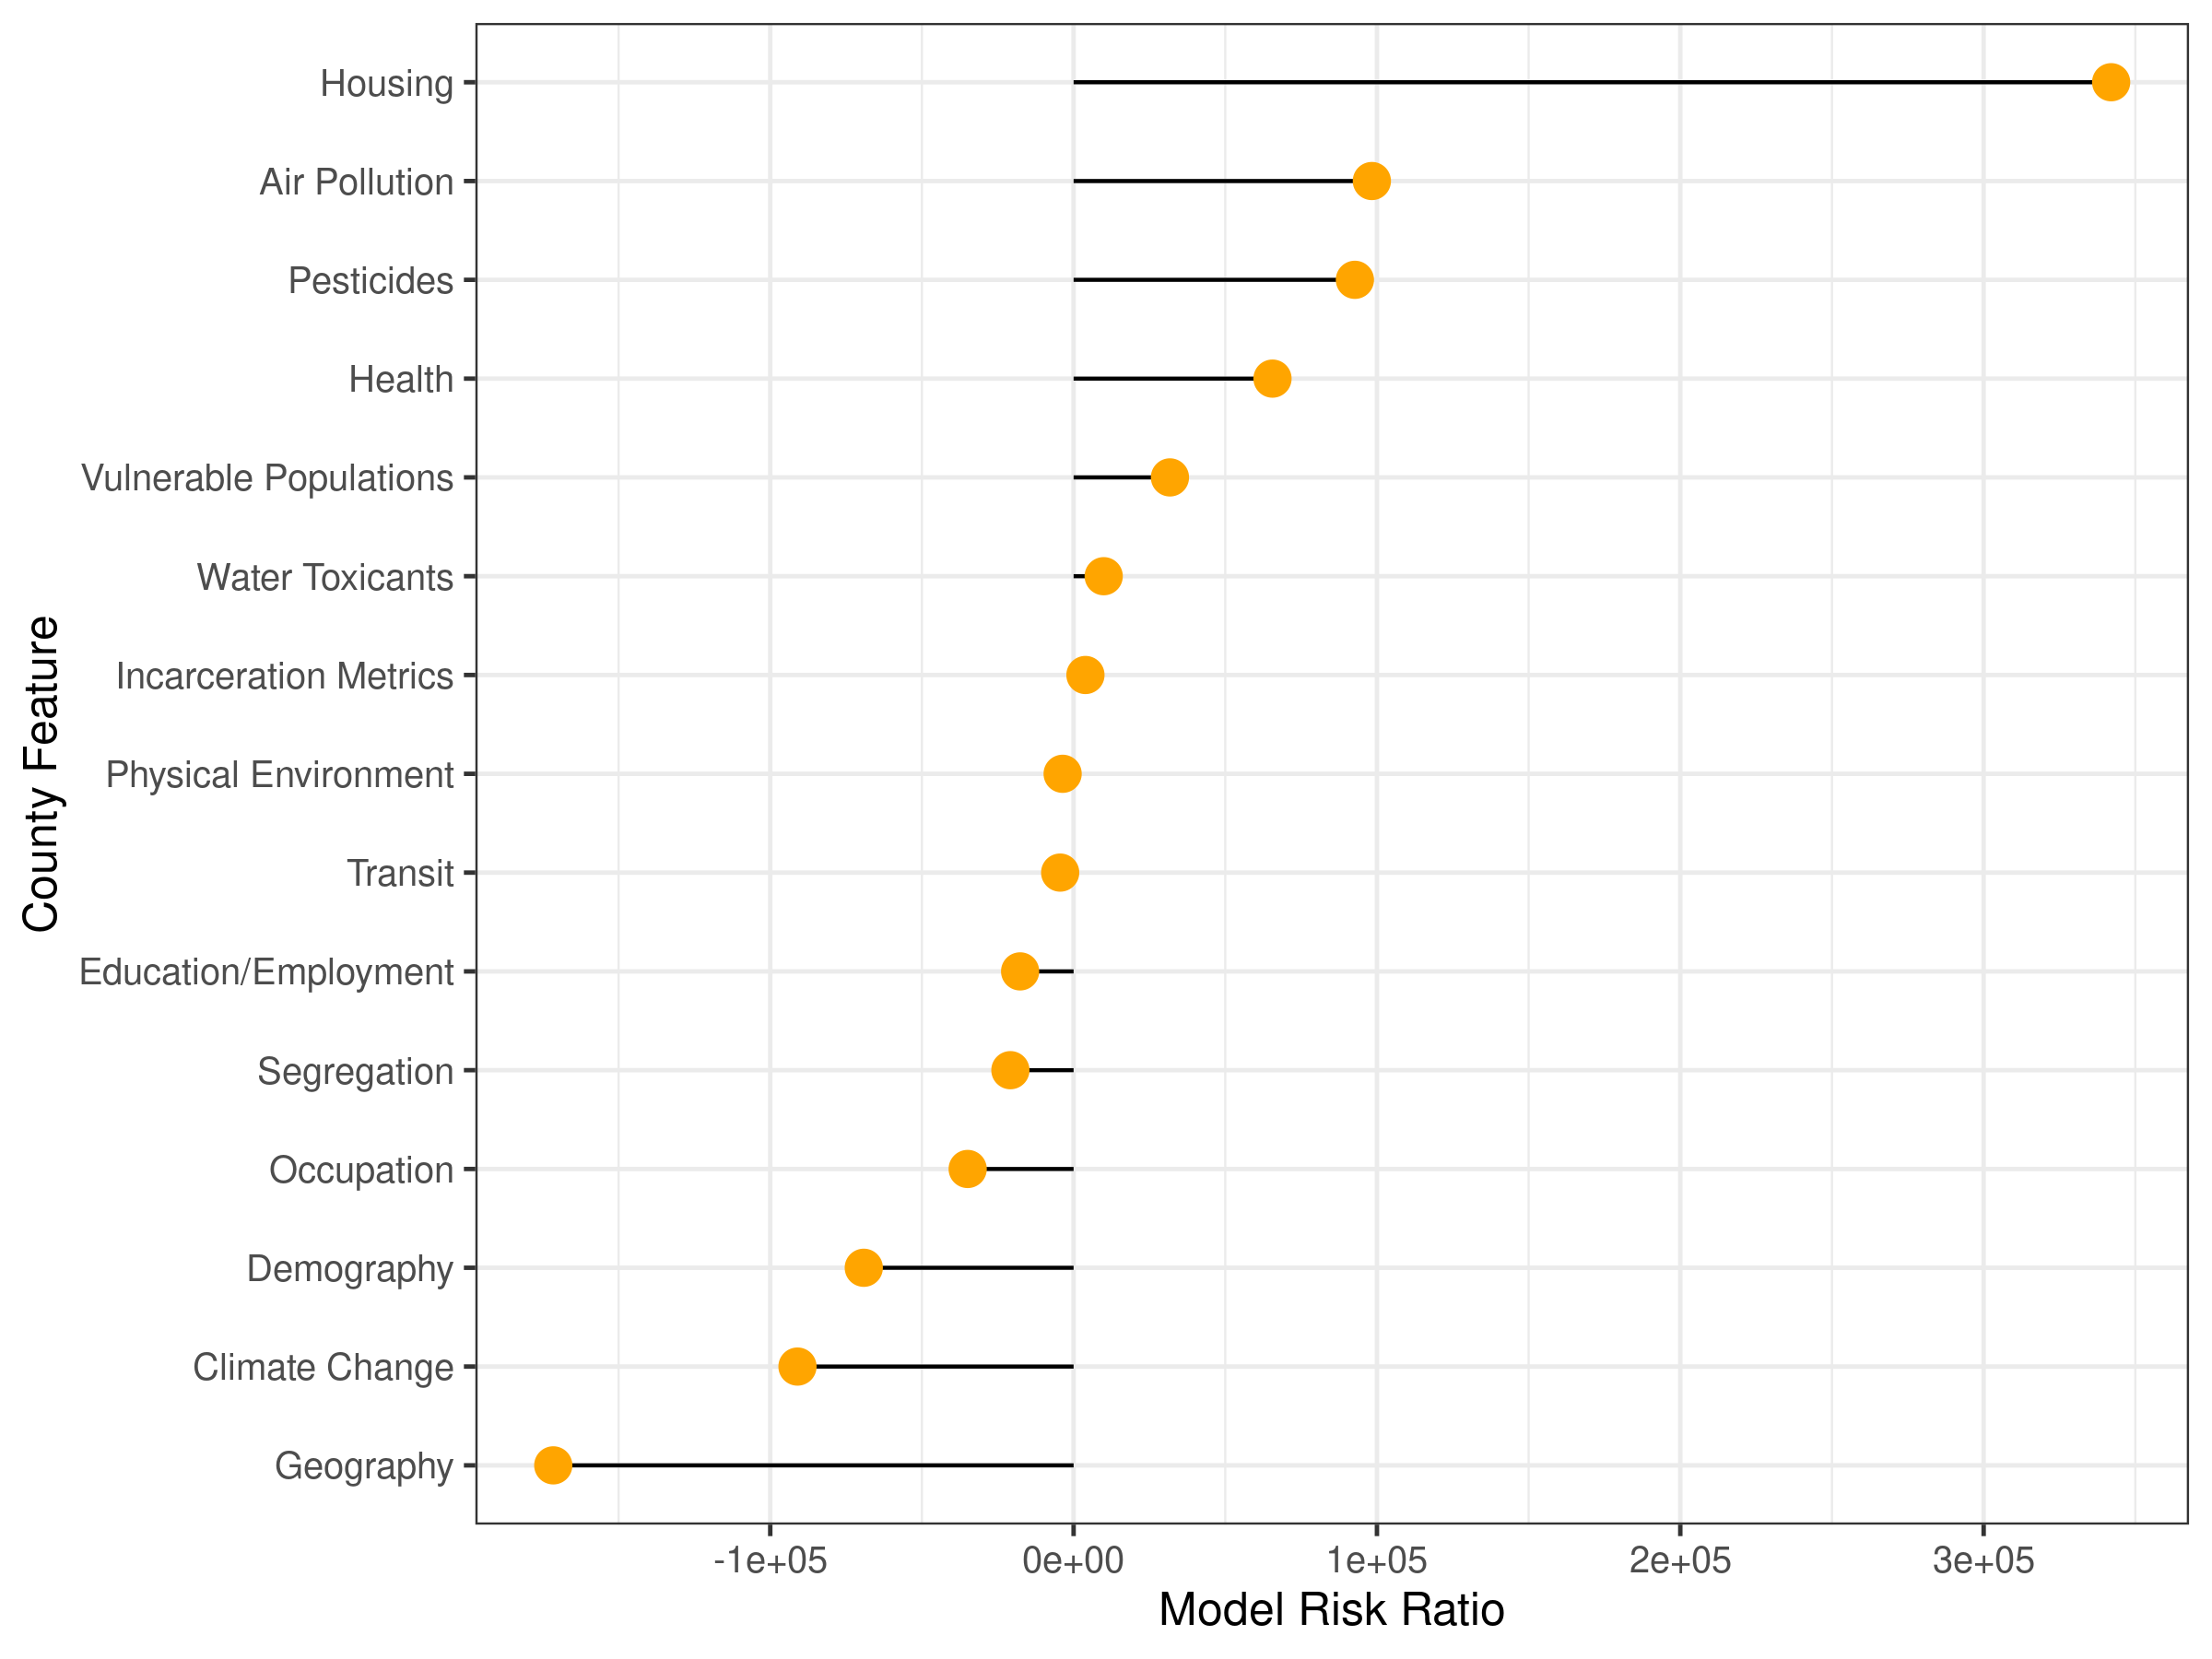 Housing
Air Pollution
Pesticides
Health
Vulnerable Populations
Water Toxicants
Incarceration Metrics
Physical Environment
Transit
Education/Employment
Segregation
Occupation
Demography
Climate Change
Geography
County Feature
-1e+05 0e+00 1e+05 2e+05 3e+05
Model Risk Ratio